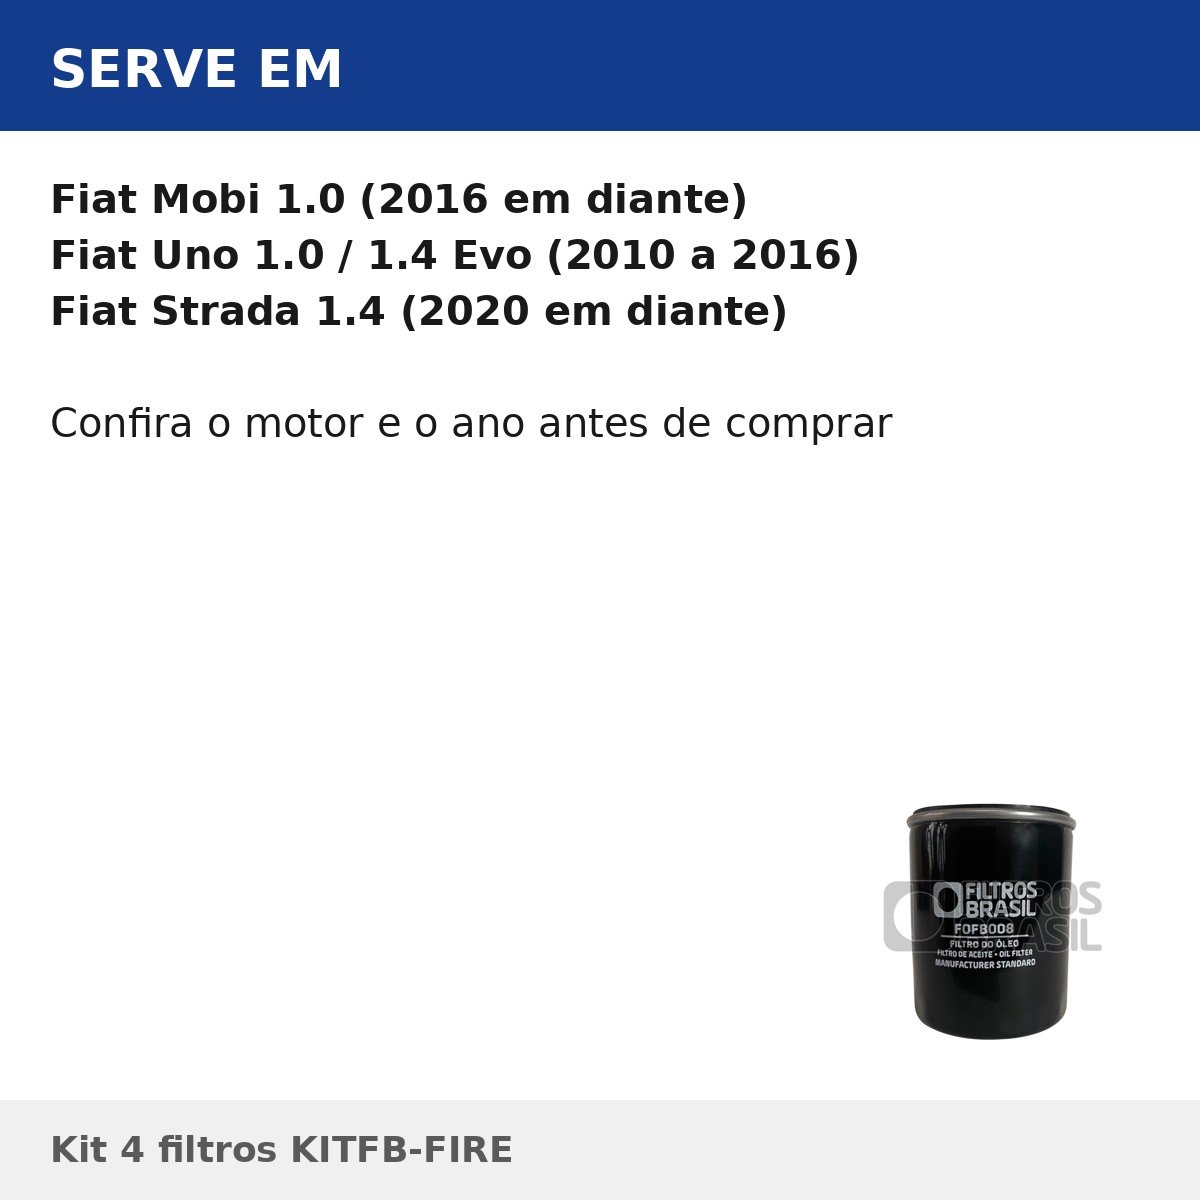 SERVE EM
Fiat Mobi 1.0 (2016 em diante)
Fiat Uno 1.0 / 1.4 Evo (2010 a 2016)
Fiat Strada 1.4 (2020 em diante)
Confira o motor e o ano antes de comprar
FILTROS
BRASIL
FOFB008
FILTRO DO ÓLEO
FILTRO DE ACEITE • OIL FILTER
MANUFACTURER STANDARD
FILTROS
BRASIL
Kit 4 filtros KITFB-FIRE